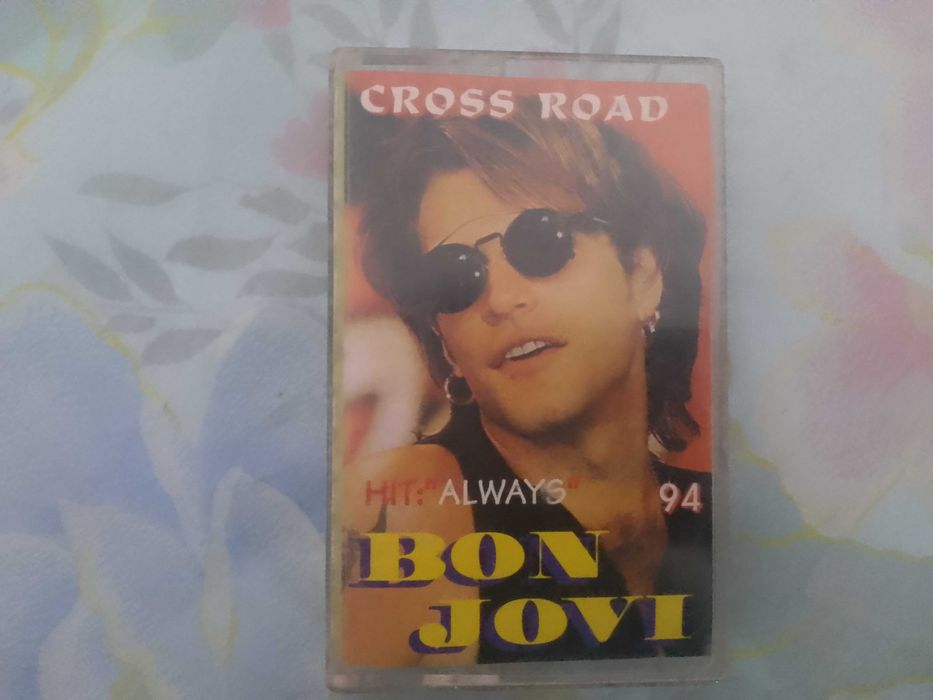 CROSS ROAD
HIT: "ALWAYS" 94
BON
JOVI